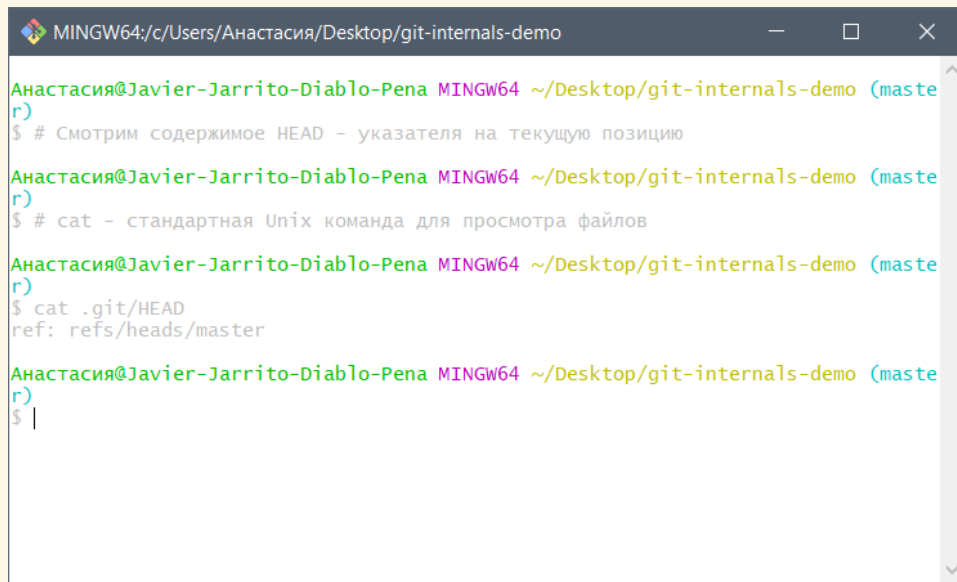 MINGW64:/c/Users/Анастасия/Desktop/git-internals-demo
Анастасия@Javier-Jarrito-Diablo-Pena MINGW64 ~/Desktop/git-internals-demo (maste
r)
$ # Смотрим содержимое HEAD - указателя на текущую позицию
Анастасия@Javier-Jarrito-Diablo-Pena MINGW64 ~/Desktop/git-internals-demo (maste
r)
$ # cat - стандартная Unix команда для просмотра файлов
Анастасия@Javier-Jarrito-Diablo-Pena MINGW64 ~/Desktop/git-internals-demo (maste
r)
$ cat .git/HEAD
ref: refs/heads/master
Анастасия@Javier-Jarrito-Diablo-Pena MINGW64 ~/Desktop/git-internals-demo (maste
r)
$